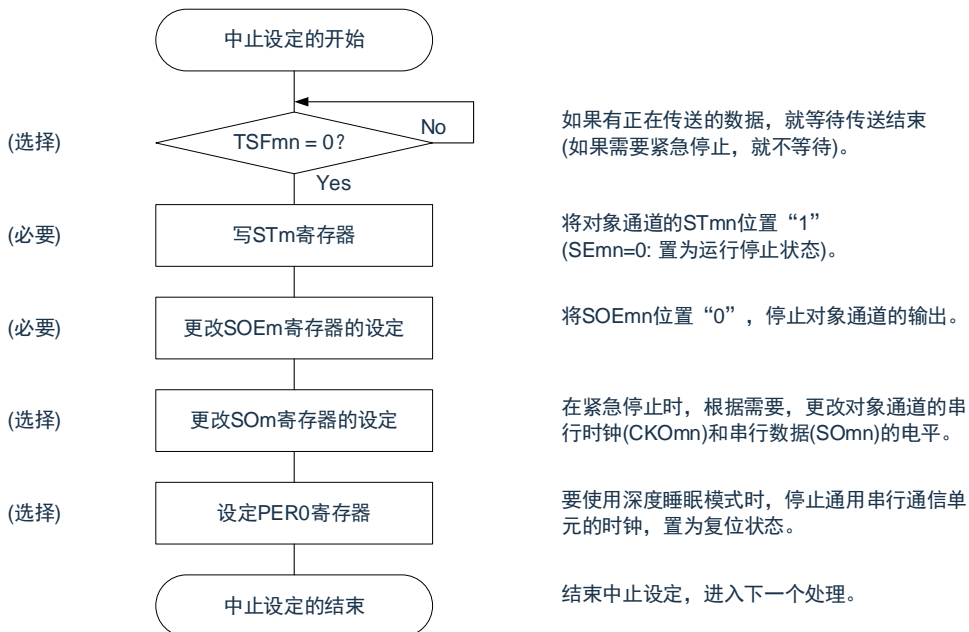 中止设定的开始
(选择)
TSFmn = 0?
No
Yes
如果有正在传送的数据，就等待传送结束
(如果需要紧急停止，就不等待)。
(必要)
写STm寄存器
将对象通道的STmn位置“1”
(SEmn=0: 置为运行停止状态)。
(必要)
更改SOEm寄存器的设定
将SOEmn位置“0”，停止对象通道的输出。
(选择)
更改SOm寄存器的设定
在紧急停止时，根据需要，更改对象通道的串
行时钟(CKOmn)和串行数据(SOmn)的电平。
(选择)
设定PER0寄存器
要使用深度睡眠模式时，停止通用串行通信单
元的时钟，置为复位状态。
中止设定的结束
结束中止设定，进入下一个处理。